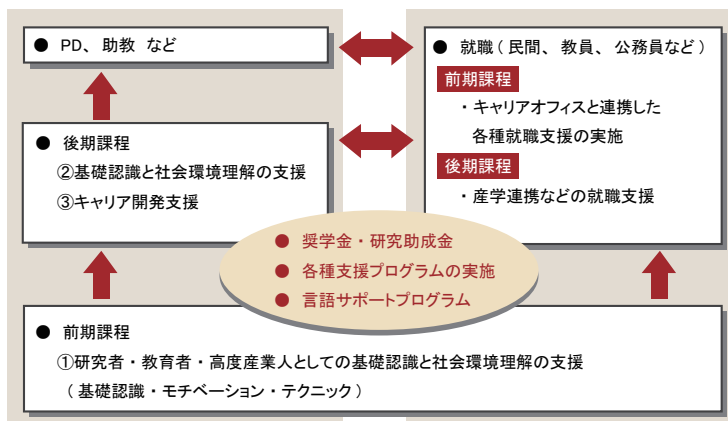 ● PD、助教 など
● 後期課程
②基礎認識と社会環境理解の支援
③キャリア開発支援
● 就職（民間、教員、公務員など）
前期課程
・キャリアオフィスと連携した
各種就職支援の実施
後期課程
・産学連携などの就職支援
● 奨学金・研究助成金
● 各種支援プログラムの実施
● 言語サポートプログラム
● 前期課程
①研究者・教育者・高度産業人としての基礎認識と社会環境理解の支援
（基礎認識・モチベーション・テクニック）